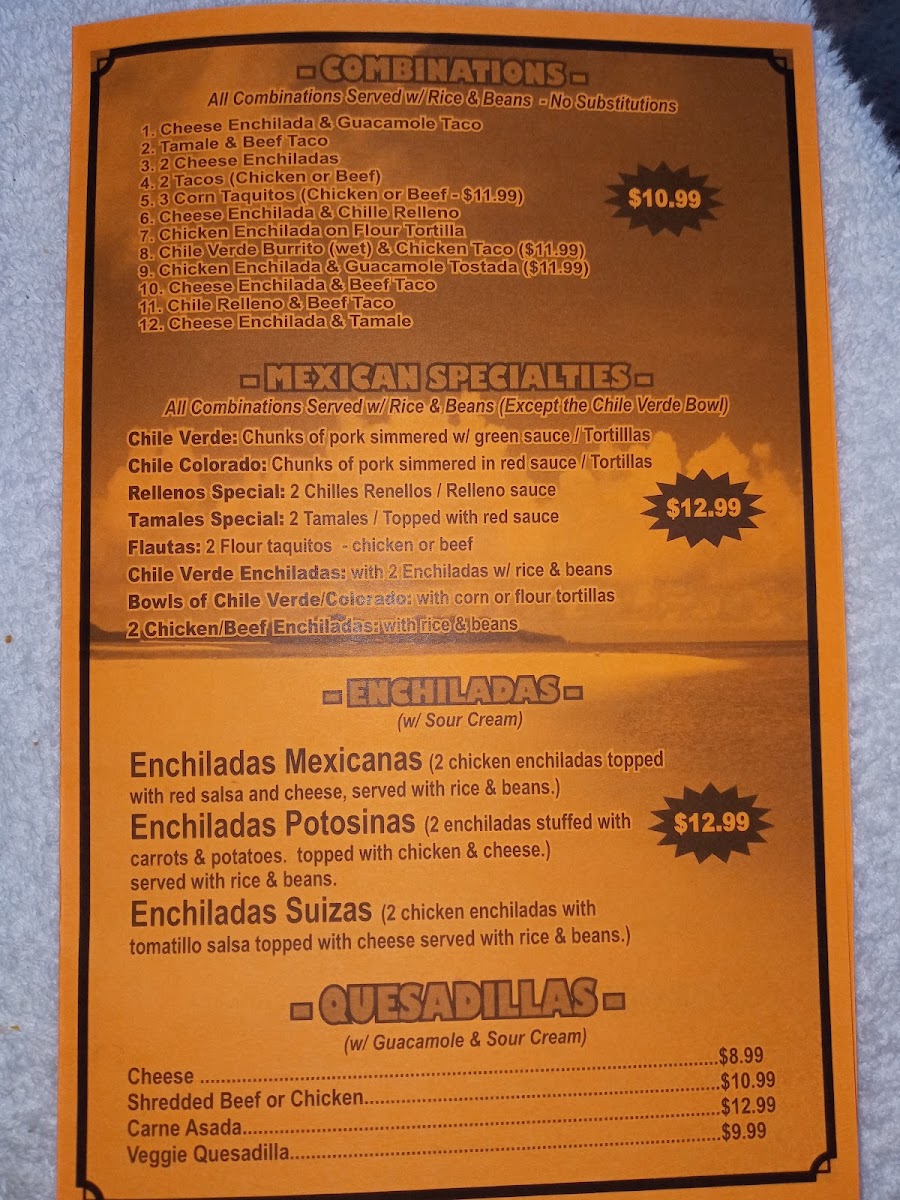 - COMBINATIONS -
All Combinations Served w/ Rice & Beans - No Substitutions
1. Cheese Enchilada & Guacamole Taco
2. Tamale & Beef Taco
3. 2 Cheese Enchiladas
4. 2 Tacos (Chicken or Beef)
5. 3 Corn Taquitos (Chicken or Beef - $11.99)
6. Cheese Enchilada & Chille Relleno
7. Chicken Enchilada on Flour Tortilla
8. Chile Verde Burrito (wet) & Chicken Taco ($11.99)
9. Chicken Enchilada & Guacamole Tostada ($11.99)
10. Cheese Enchilada & Beef Taco
11. Chile Relleno & Beef Taco
12. Cheese Enchilada & Tamale
$10.99
- MEXICAN SPECIALTIES -
All Combinations Served w/ Rice & Beans (Except the Chile Verde Bowl)
Chile Verde: Chunks of pork simmered w/ green sauce / Tortilllas
Chile Colorado: Chunks of pork simmered in red sauce / Tortillas
Rellenos Special: 2 Chilles Renellos / Relleno sauce
Tamales Special: 2 Tamales / Topped with red sauce
Flautas: 2 Flour taquitos - chicken or beef
Chile Verde Enchiladas: with 2 Enchiladas w/ rice & beans
Bowls of Chile Verde/Colorado: with corn or flour tortillas
2 Chicken/Beef Enchiladas: with rice & beans
$12.99
- ENCHILADAS -
(w/ Sour Cream)
Enchiladas Mexicanas (2 chicken enchiladas topped
with red salsa and cheese, served with rice & beans.)
Enchiladas Potosinas (2 enchiladas stuffed with
carrots & potatoes. topped with chicken & cheese.)
served with rice & beans.
Enchiladas Suizas (2 chicken enchiladas with
tomatillo salsa topped with cheese served with rice & beans.)
$12.99
- QUESADILLAS -
(w/ Guacamole & Sour Cream)
Cheese ........ $8.99
Shredded Beef or Chicken........ $10.99
Carne Asada........ $12.99
Veggie Quesadilla........ $9.99